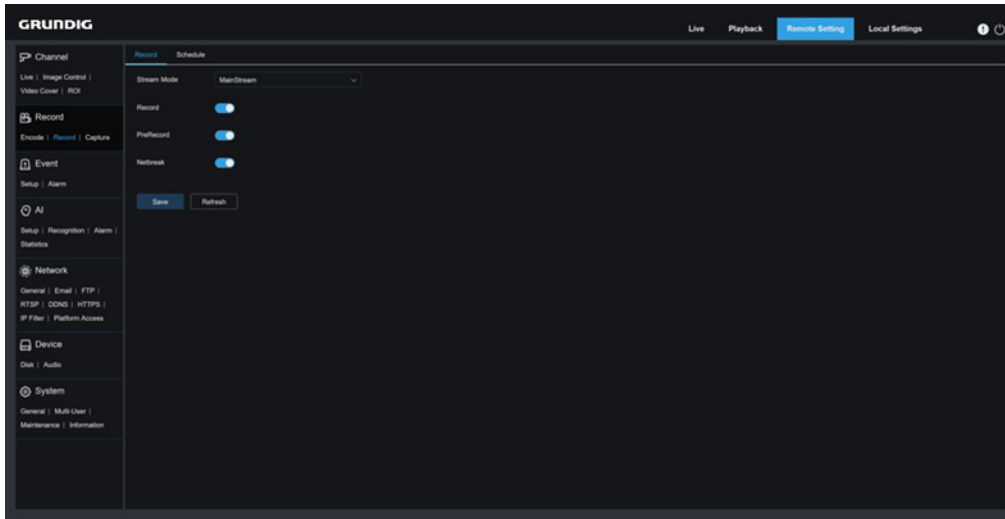 GRUNDIG
Live Playback Remote Setting Local Settings
Channel
Live | Image Control |
Video Cover | ROI
Record
Encode | Record | Capture
Event
Setup | Alarm
AI
Setup | Recognition | Alarm |
Statistics
Network
General | Email | FTP |
RTSP | DDNS | HTTPS |
IP Filter | Platform Access
Device
Disk | Audio
System
General | Multi-User |
Maintenance | Information
Record Schedule
Stream Mode MainStream
Record
PreRecord
Netbreak
Save Refresh